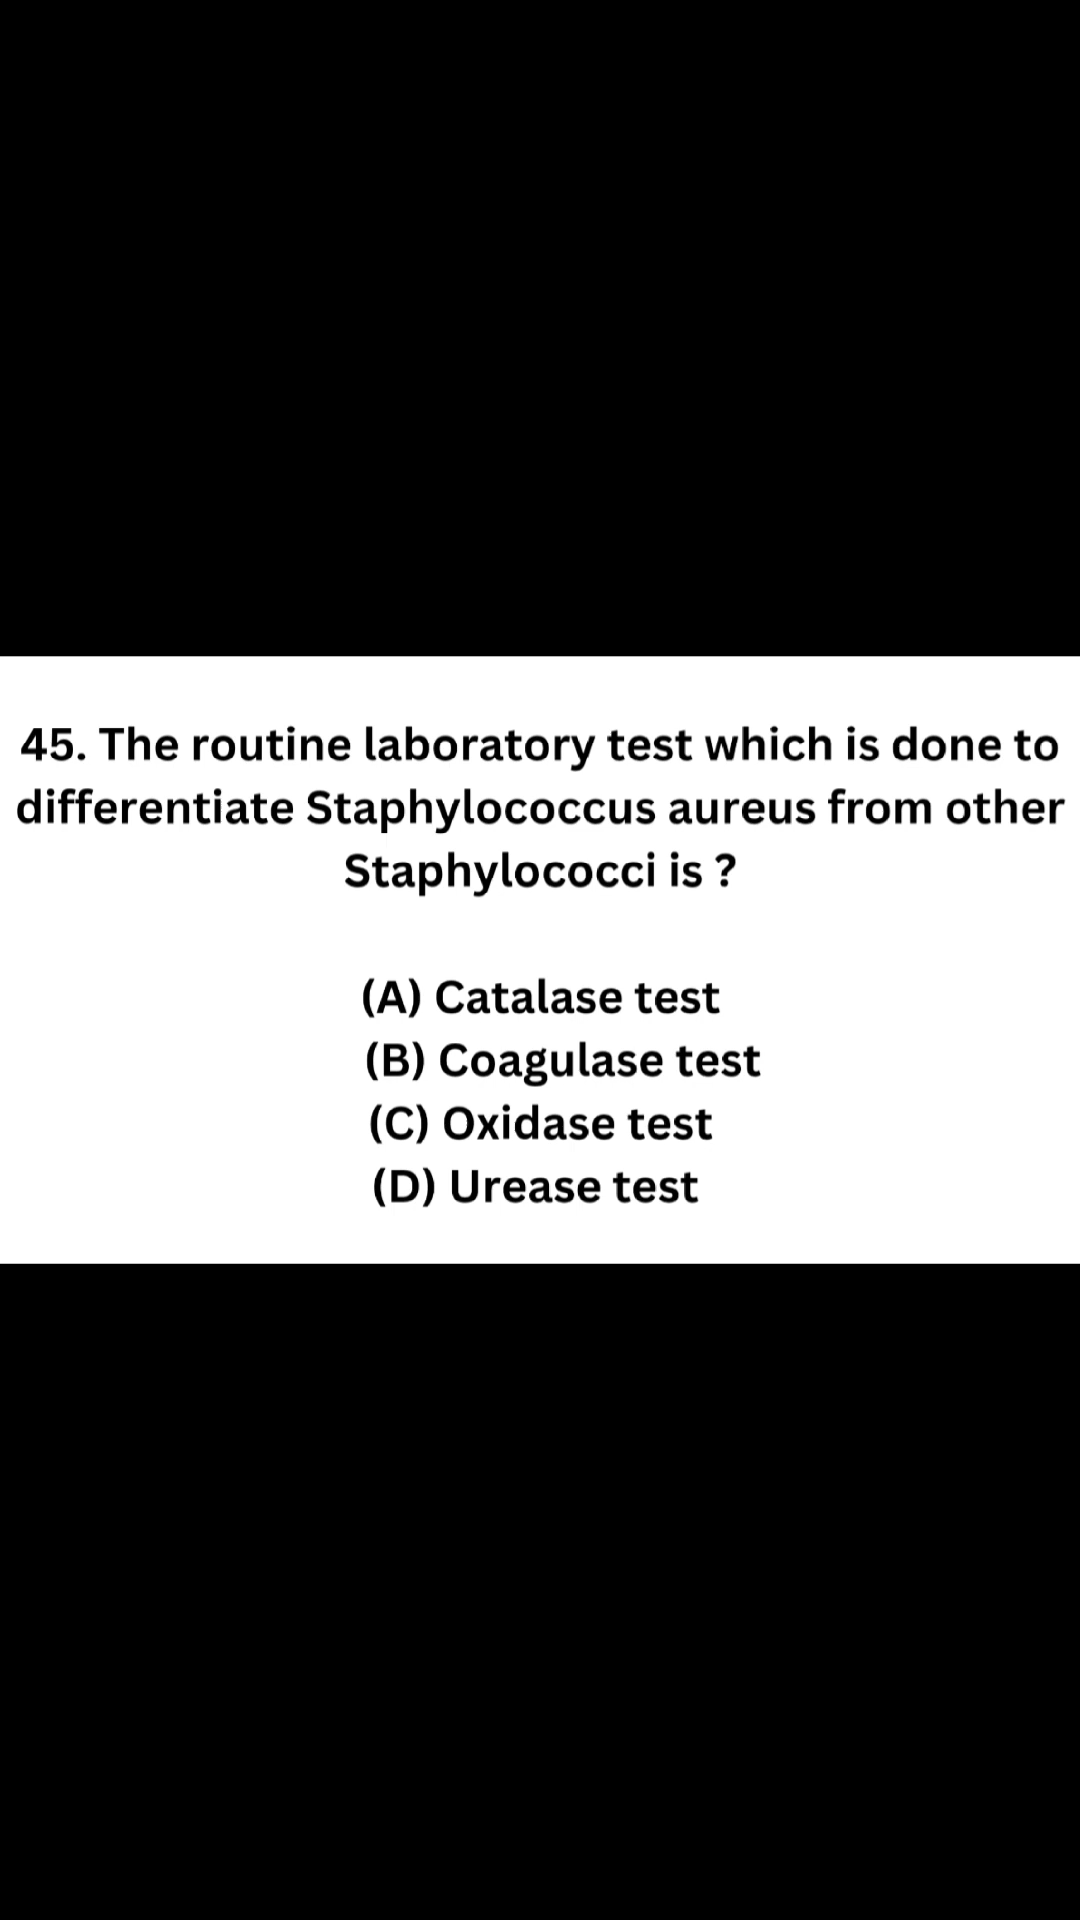 45. The routine laboratory test which is done to
differentiate Staphylococcus aureus from other
Staphylococci is ?
(A) Catalase test
(B) Coagulase test
(C) Oxidase test
(D) Urease test